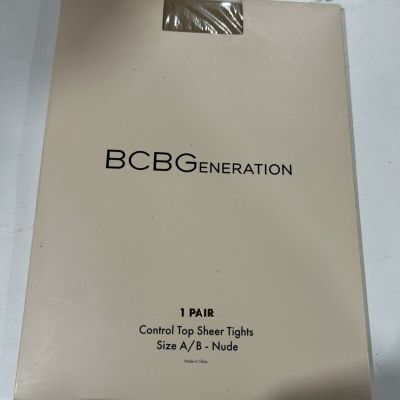 BCBGENERATION
1 PAIR
Control Top Sheer Tights
Size A/B - Nude
Made in China